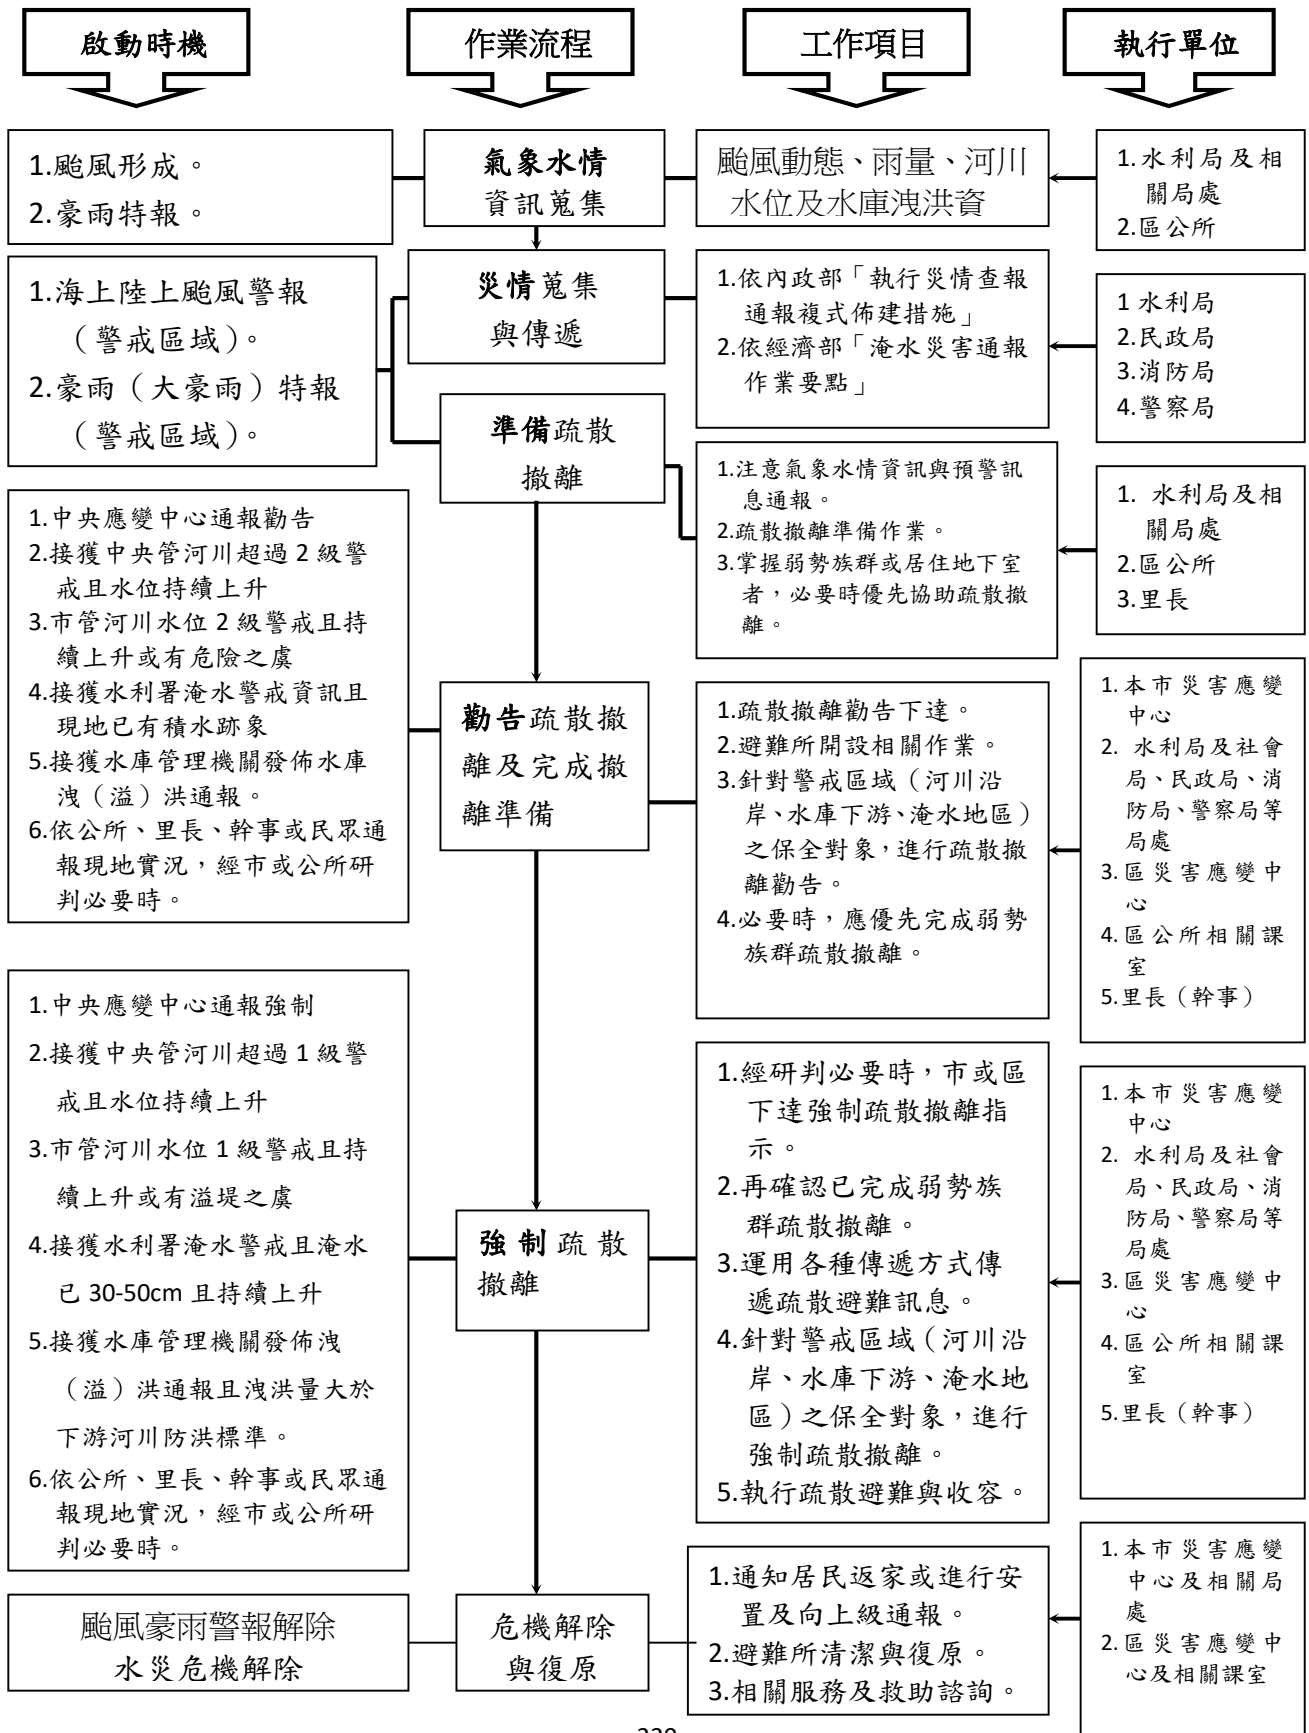 啟動時機
作業流程
工作項目
執行單位
1.颱風形成。
2.豪雨特報。
氣象水情
資訊蒐集
颱風動態、雨量、河川
水位及水庫洩洪資
1.水利局及相
關局處
2.區公所
1.海上陸上颱風警報
（警戒區域）。
2.豪雨（大豪雨）特報
（警戒區域）。
災情蒐集
與傳遞
1.依內政部「執行災情查報
通報複式佈建措施」
2.依經濟部「淹水災害通報
作業要點」
1 水利局
2.民政局
3.消防局
4.警察局
準備疏散
撤離
1.注意氣象水情資訊與預警訊
息通報。
2.疏散撤離準備作業。
3.掌握弱勢族群或居住地下室
者，必要時優先協助疏散撤
離。
1. 水利局及相
關局處
2.區公所
3.里長
1.中央應變中心通報勸告
2.接獲中央管河川超過 2 級警
戒且水位持續上升
3.市管河川水位 2 級警戒且持
續上升或有危險之虞
4.接獲水利署淹水警戒資訊且
現地已有積水跡象
5.接獲水庫管理機關發佈水庫
洩（溢）洪通報。
6.依公所、里長、幹事或民眾通
報現地實況，經市或公所研
判必要時。
勸告疏散撤
離及完成撤
離準備
1.疏散撤離勸告下達。
2.避難所開設相關作業。
3.針對警戒區域（河川沿
岸、水庫下游、淹水地區）
之保全對象，進行疏散撤
離勸告。
4.必要時，應優先完成弱勢
族群疏散撤離。
1.本市災害應變
中心
2. 水利局及社會
局、民政局、消
防局、警察局等
局處
3.區災害應變中
心
4.區公所相關課
室
5.里長（幹事）
1.中央應變中心通報強制
2.接獲中央管河川超過 1 級警
戒且水位持續上升
3.市管河川水位 1 級警戒且持
續上升或有溢堤之虞
4.接獲水利署淹水警戒且淹水
已 30-50cm 且持續上升
5.接獲水庫管理機關發佈洩
（溢）洪通報且洩洪量大於
下游河川防洪標準。
6.依公所、里長、幹事或民眾通
報現地實況，經市或公所研
判必要時。
強制疏散
撤離
1.經研判必要時，市或區
下達強制疏散撤離指
示。
2.再確認已完成弱勢族
群疏散撤離。
3.運用各種傳遞方式傳
遞疏散避難訊息。
4.針對警戒區域（河川沿
岸、水庫下游、淹水地
區）之保全對象，進行
強制疏散撤離。
5.執行疏散避難與收容。
1.本市災害應變
中心
2. 水利局及社會
局、民政局、消
防局、警察局等
局處
3.區災害應變中
心
4.區公所相關課
室
5.里長（幹事）
颱風豪雨警報解除
水災危機解除
危機解除
與復原
1.通知居民返家或進行安
置及向上級通報。
2.避難所清潔與復原。
3.相關服務及救助諮詢。
1.本市災害應變
中心及相關局
處
2.區災害應變中
心及相關課室